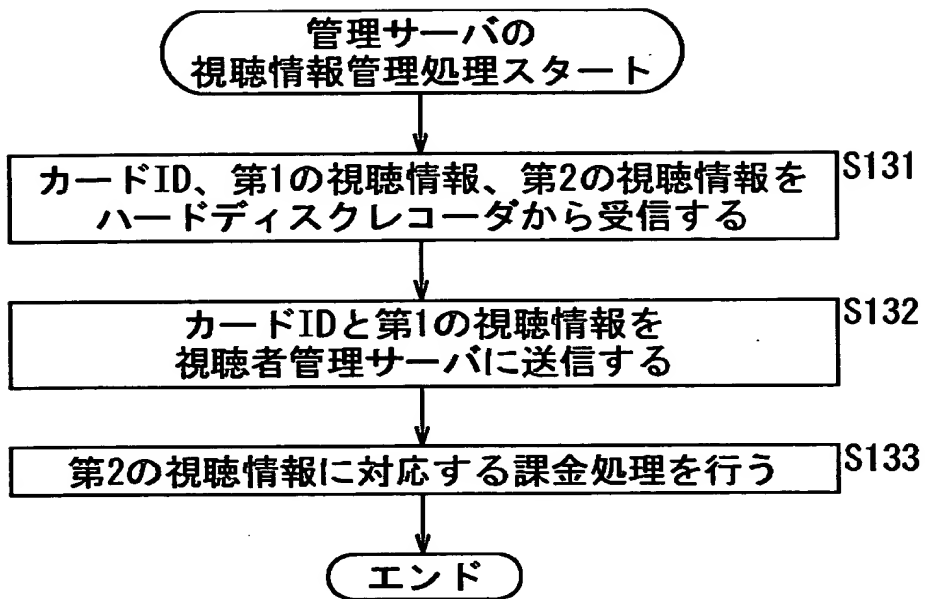 管理サーバの
視聴情報管理処理スタート
カードID、第1の視聴情報、第2の視聴情報を
ハードディスクレコーダから受信する
S131
カードIDと第1の視聴情報を
視聴者管理サーバに送信する
S132
第2の視聴情報に対応する課金処理を行う
S133
エンド